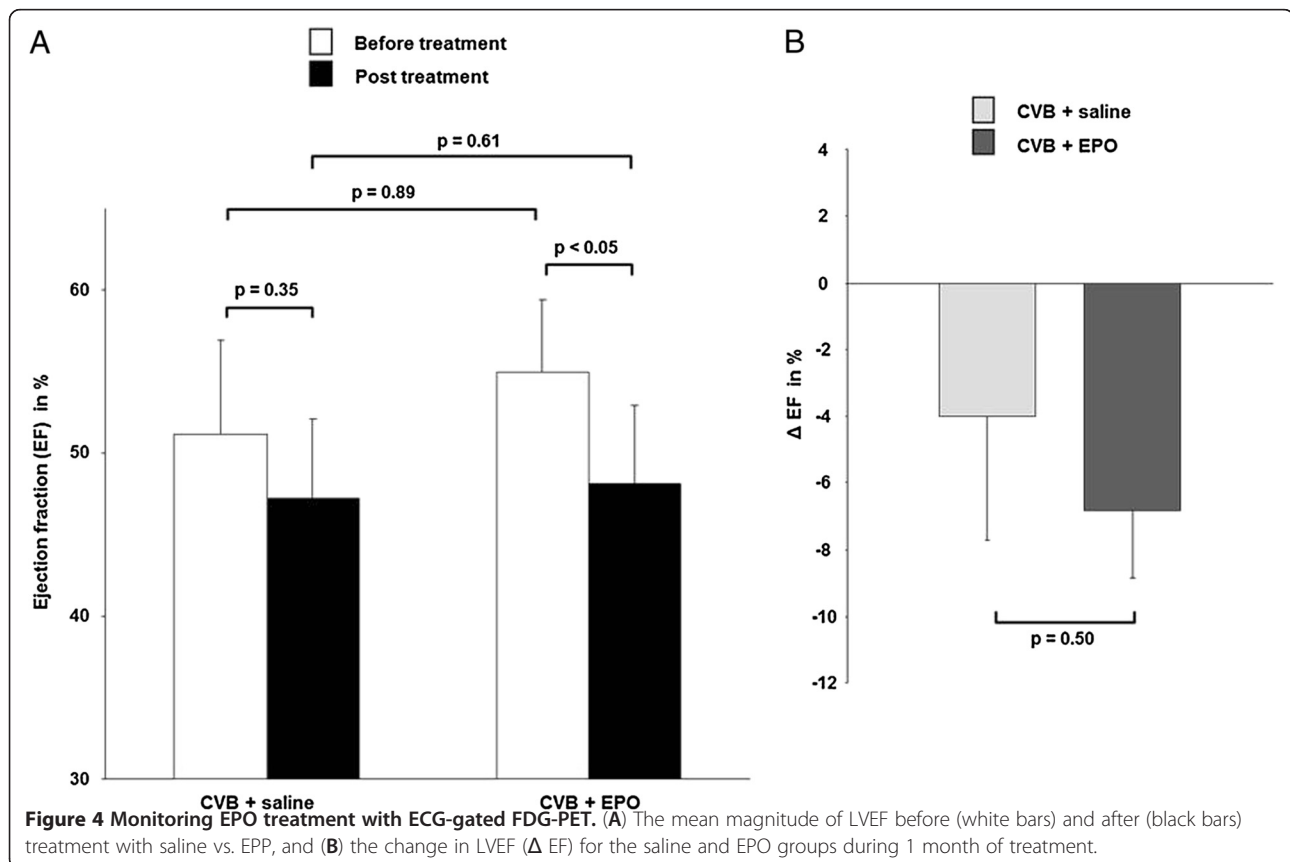 A
Before treatment
Post treatment
p = 0.61
p = 0.89
p < 0.05
p = 0.35
60
50
40
30
Ejection fraction (EF) in %
CVB + saline
CVB + EPO
B
CVB + saline
CVB + EPO
4
2
0
-2
-4
-6
-8
-10
-12
Δ EF in %
p = 0.50
Figure 4 Monitoring EPO treatment with ECG-gated FDG-PET. (A) The mean magnitude of LVEF before (white bars) and after (black bars)
treatment with saline vs. EPP, and (B) the change in LVEF (Δ EF) for the saline and EPO groups during 1 month of treatment.